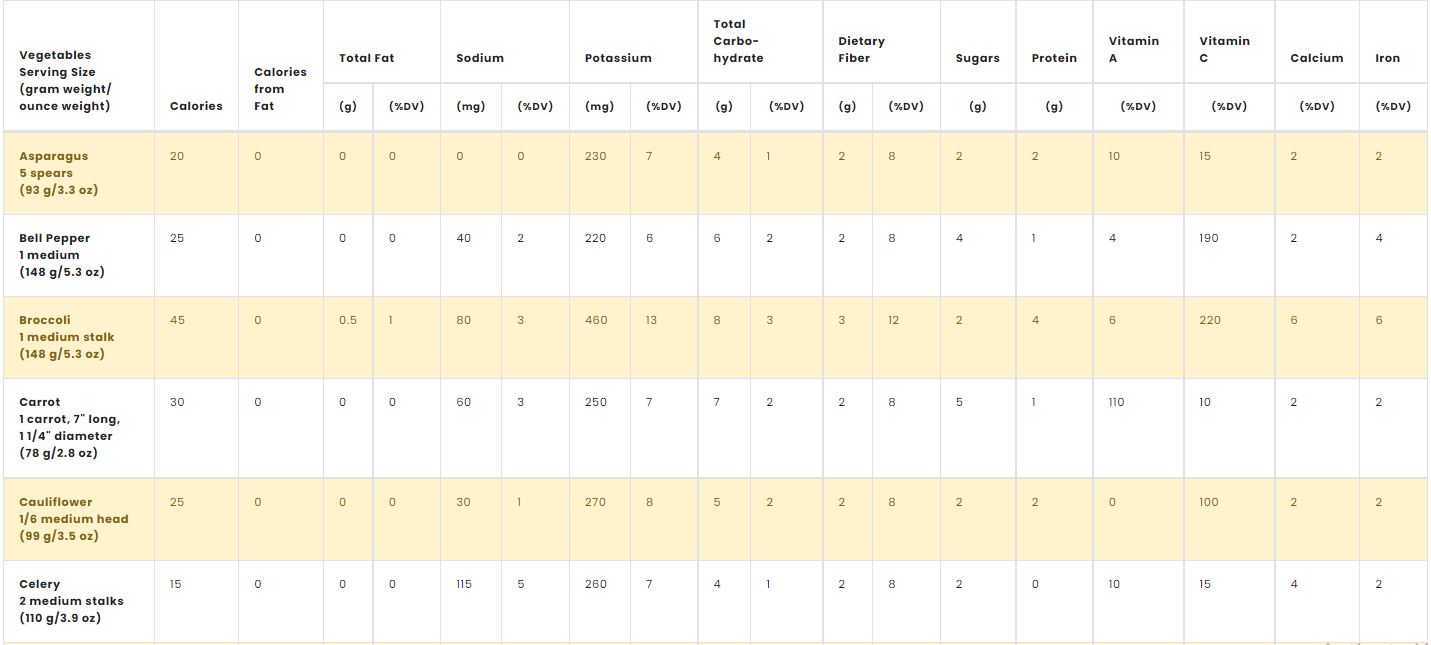 Vegetables Serving Size (gram weight/ ounce weight) Calories Calories from Fat Total Fat Sodium Potassium Total Carbo- hydrate Dietary Fiber Sugars Protein Vitamin A Vitamin C Calcium Iron
(g) (%DV) (mg) (%DV) (mg) (%DV) (g) (%DV) (g) (%DV) (g) (g) (%DV) (%DV) (%DV) (%DV)
Asparagus 20 0 0 0 0 0 230 7 4 1 2 8 2 2 10 15 2 2
5 spears
(93 g/3.3 oz)
Bell Pepper 25 0 0 0 40 2 220 6 6 2 2 8 4 1 4 190 2 4
1 medium
(148 g/5.3 oz)
Broccoli 45 0 0.5 1 80 3 460 13 8 3 3 12 2 4 6 220 6 6
1 medium stalk
(148 g/5.3 oz)
Carrot 30 0 0 0 60 3 250 7 7 2 2 8 5 1 110 10 2 2
1 carrot, 7" long,
1 1/4" diameter
(78 g/2.8 oz)
Cauliflower 25 0 0 0 30 1 270 8 5 2 2 8 2 2 0 100 2 2
1/6 medium head
(99 g/3.5 oz)
Celery 15 0 0 0 115 5 260 7 4 1 2 8 2 0 10 15 4 2
2 medium stalks
(110 g/3.9 oz)